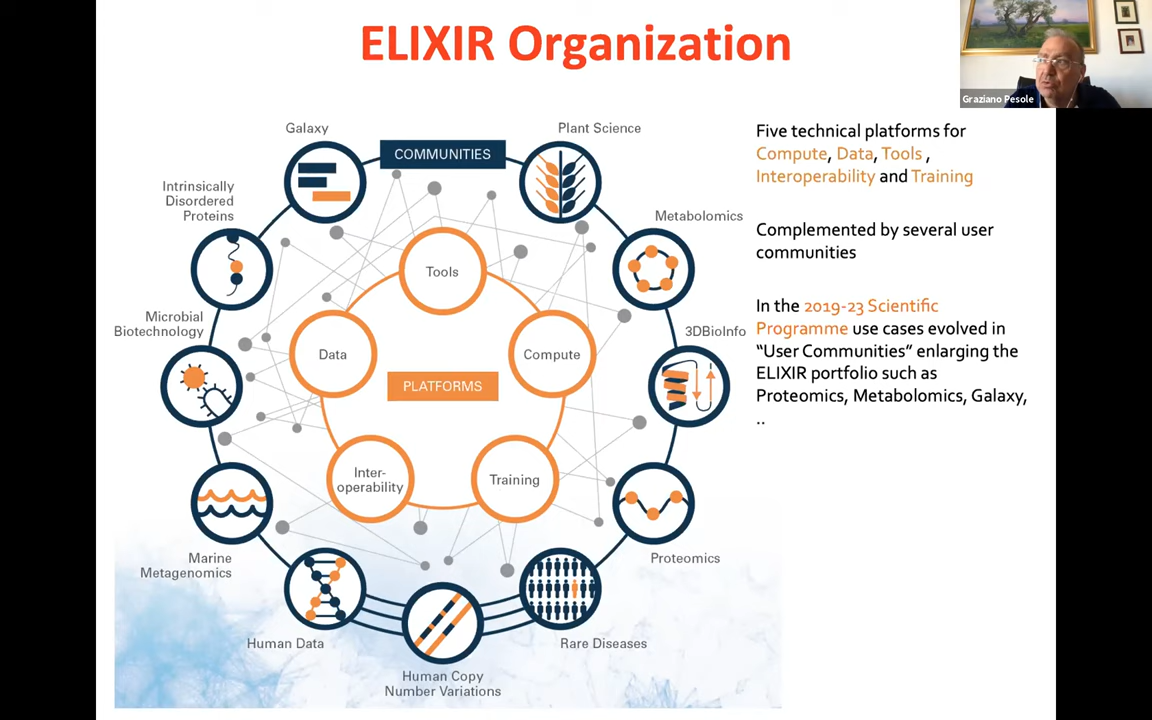 ELIXIR Organization
Graziano Pesole
Galaxy
COMMUNITIES
Plant Science
Intrinsically
Disordered
Proteins
Metabolomics
Tools
Microbial
Biotechnology
3DBioInfo
Data
Compute
PLATFORMS
Inter-
operability
Training
Marine
Metagenomics
Proteomics
Human Data
Rare Diseases
Human Copy
Number Variations
Five technical platforms for
Compute, Data, Tools ,
Interoperability and Training
Complemented by several user
communities
In the 2019-23 Scientific
Programme use cases evolved in
“User Communities” enlarging the
ELIXIR portfolio such as
Proteomics, Metabolomics, Galaxy,
..